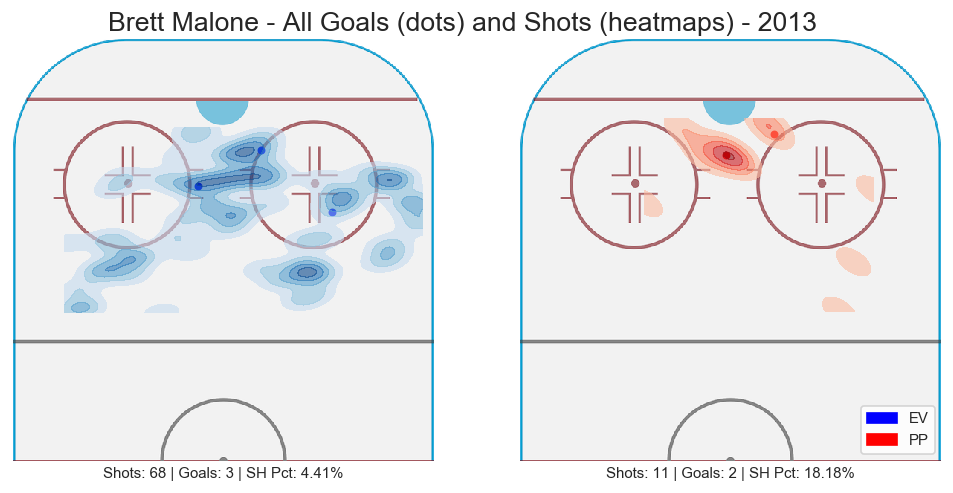 Brett Malone - All Goals (dots) and Shots (heatmaps) - 2013
EV
PP
Shots: 68 | Goals: 3 | SH Pct: 4.41%
Shots: 11 | Goals: 2 | SH Pct: 18.18%